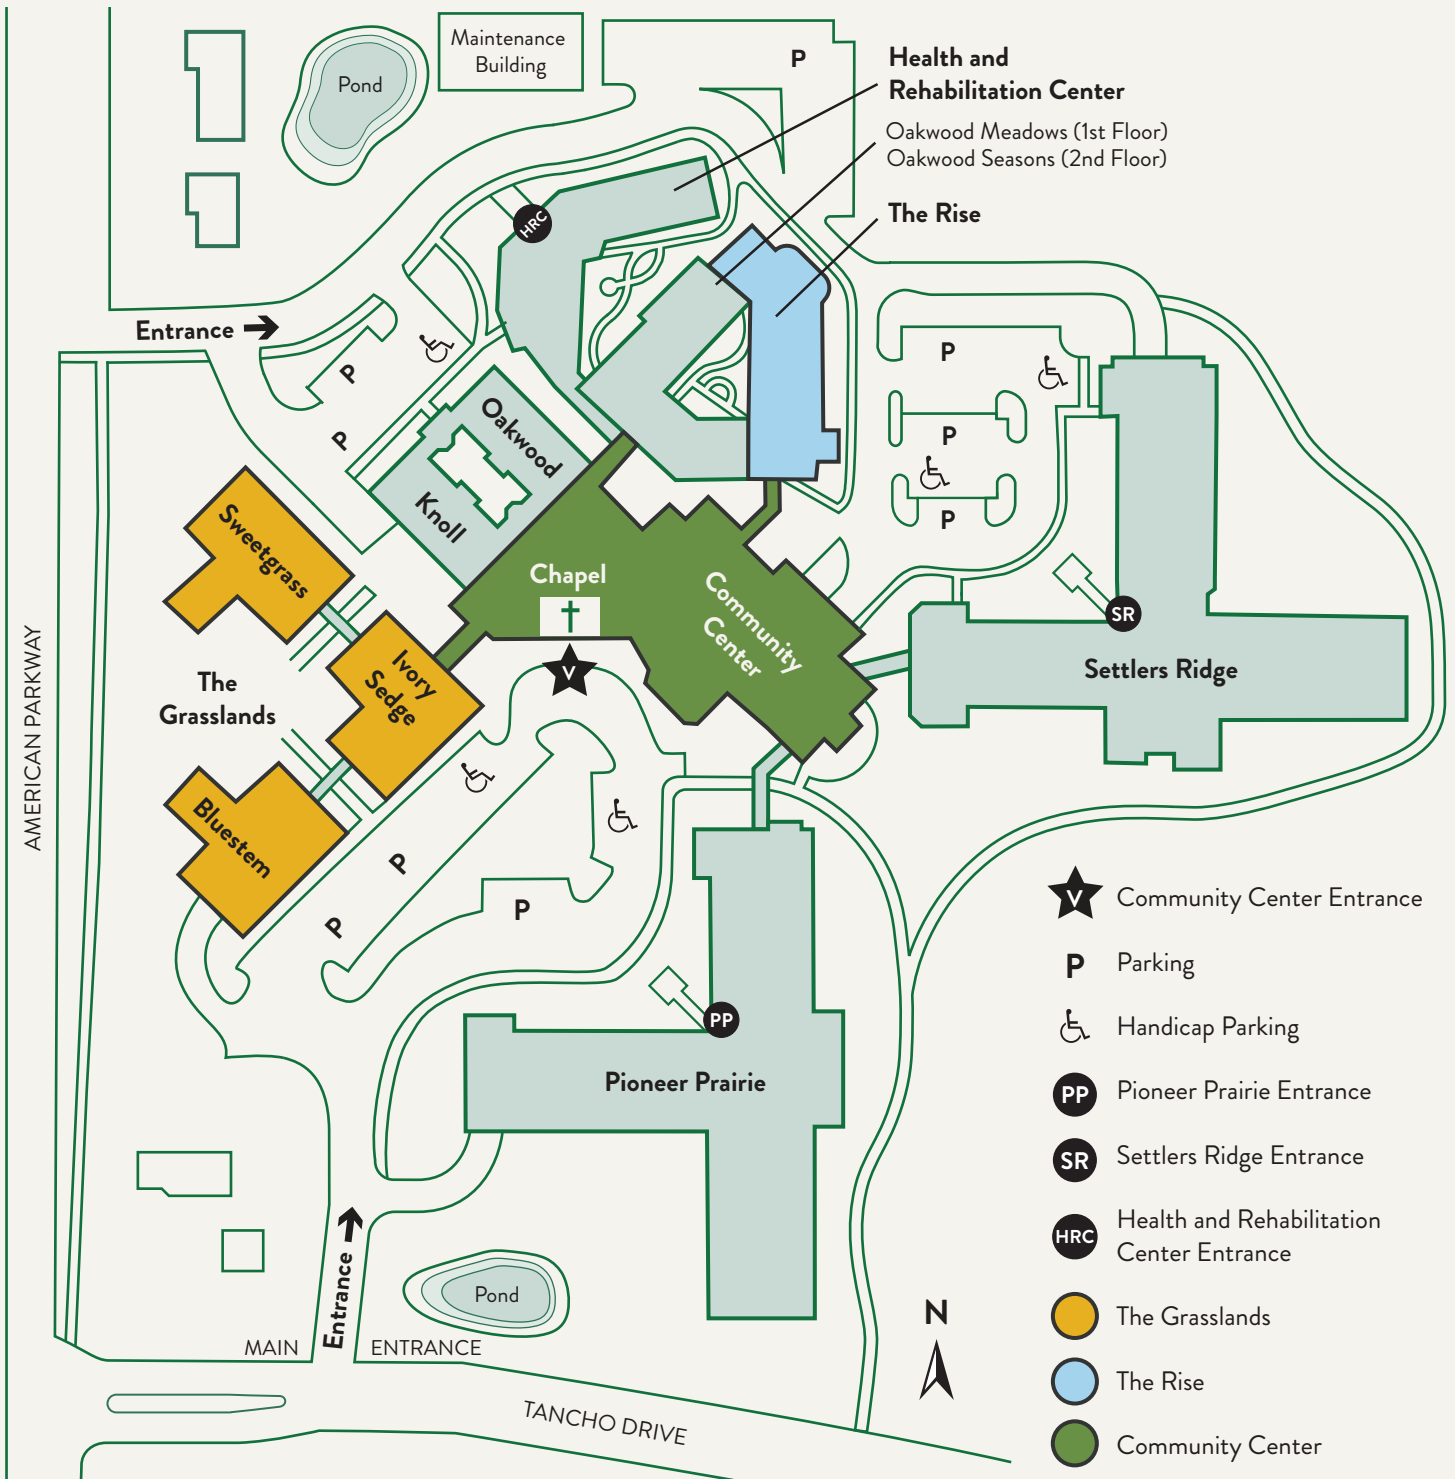 Maintenance
Building
Pond
P
Health and
Rehabilitation Center
Oakwood Meadows (1st Floor)
Oakwood Seasons (2nd Floor)
The Rise
HRC
Entrance
P
P
P
P
P
Oakwood
Knoll
Sweetgrass
Chapel
Community
Center
SR
Settlers Ridge
Ivory
Sedge
The
Grasslands
V
AMERICAN PARKWAY
Bluestem
P
P
P
PP
Pioneer Prairie
V
Community Center Entrance
P
Parking
Handicap Parking
PP
Pioneer Prairie Entrance
SR
Settlers Ridge Entrance
HRC
Health and Rehabilitation
Center Entrance
The Grasslands
The Rise
Community Center
N
Pond
Entrance
MAIN
ENTRANCE
TANCHO DRIVE